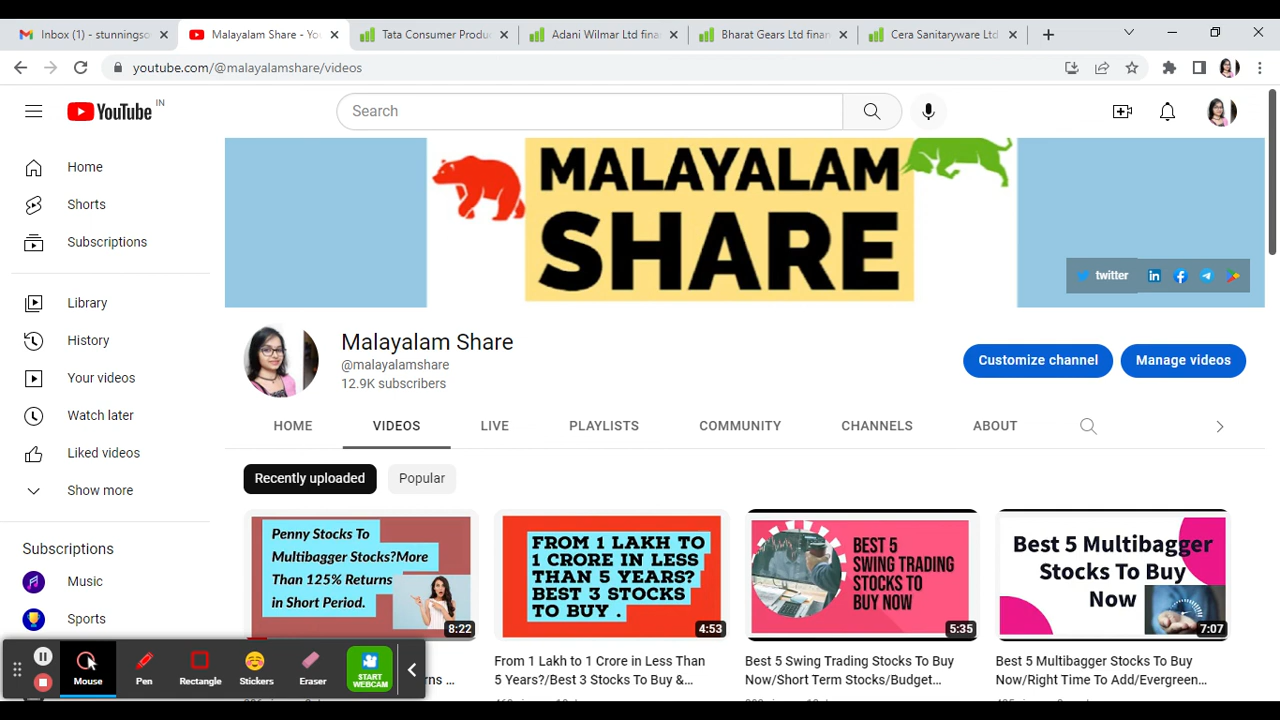 Inbox (1) - stunningso
Malayalam Share - Yo
Tata Consumer Produc
Adani Wilmar Ltd finan
Bharat Gears Ltd finan
Cera Sanitaryware Ltd
youtube.com/@malayalamshare/videos
YouTube IN
Search
MALAYALAM
SHARE
twitter
Home
Shorts
Subscriptions
Library
History
Your videos
Watch later
Liked videos
Show more
Subscriptions
Music
Sports
Malayalam Share
@malayalamshare
12.9K subscribers
Customize channel
Manage videos
HOME VIDEOS LIVE PLAYLISTS COMMUNITY CHANNELS ABOUT
Recently uploaded Popular
Penny Stocks To
Multibagger Stocks?More
Than 125% Returns
in Short Period.
8:22
FROM 1 LAKH TO
1 CRORE IN LESS
THAN 5 YEARS?
BEST 3 STOCKS
TO BUY .
4:53
From 1 Lakh to 1 Crore in Less Than
5 Years?/Best 3 Stocks To Buy &...
BEST 5
SWING TRADING
STOCKS TO
BUY NOW
5:35
Best 5 Swing Trading Stocks To Buy
Now/Short Term Stocks/Budget...
Best 5 Multibagger
Stocks To Buy
Now
7:07
Best 5 Multibagger Stocks To Buy
Now/Right Time To Add/Evergreen...
Mouse
Pen
Rectangle
Stickers
Eraser
START
WEBCAM